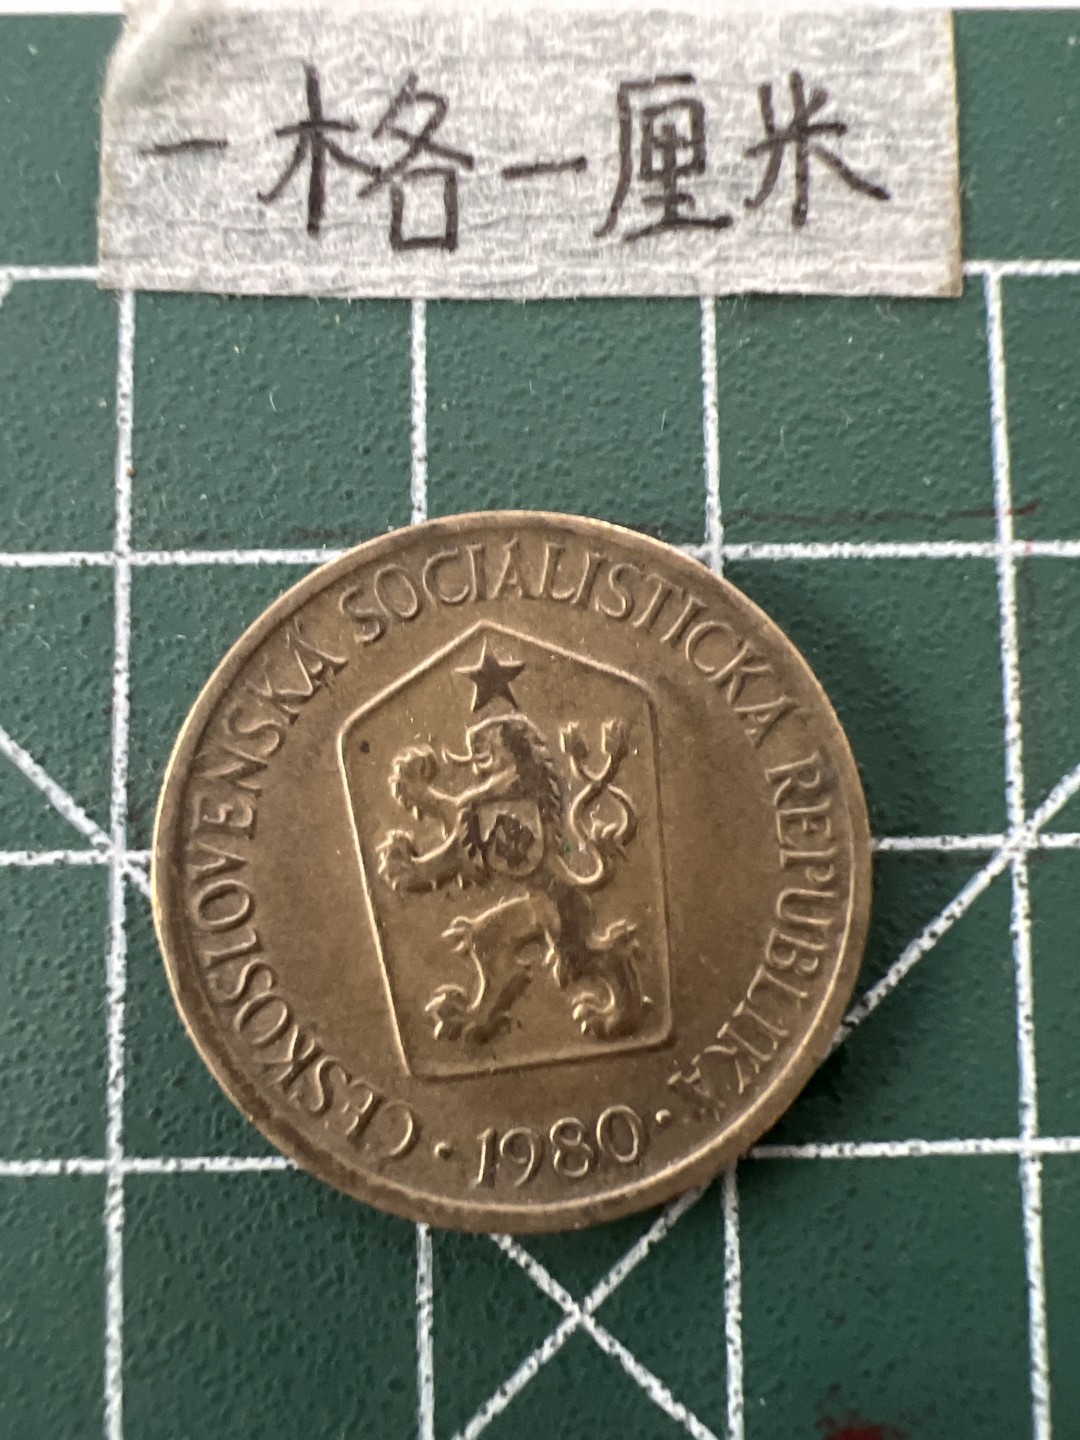 一格一厘米
ČESKOSLOVENSKÁ SOCIALISTICKÁ REPUBLIKA
· 1980 ·